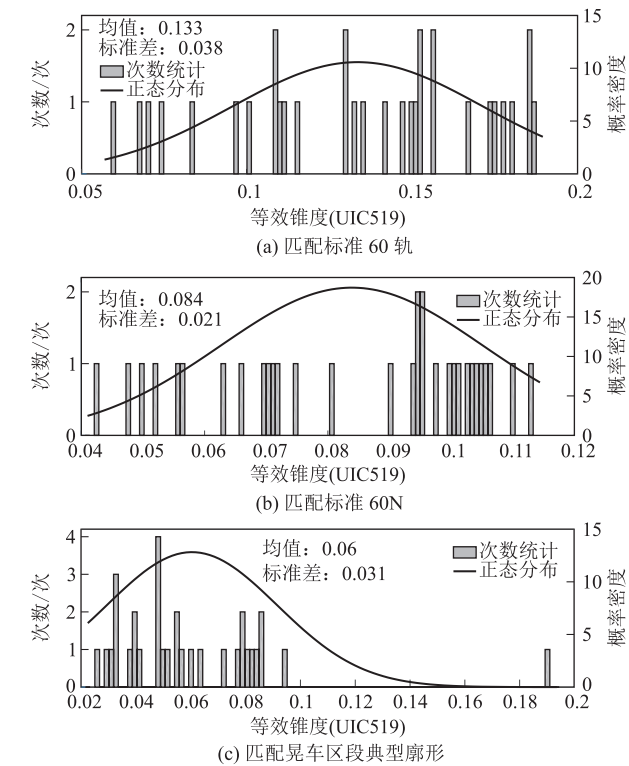 均值：0.133
标准差：0.038
次数统计
正态分布
次数/次
2
1
0
15
10
5
0
概率密度
0.05 0.1 0.15 0.2
等效锥度(UIC519)
(a) 匹配标准 60 轨
均值：0.084
标准差：0.021
次数统计
正态分布
次数/次
2
1
0
20
15
10
5
0
概率密度
0.04 0.05 0.06 0.07 0.08 0.09 0.1 0.11 0.12
等效锥度(UIC519)
(b) 匹配标准 60N
均值：0.06
标准差：0.031
次数统计
正态分布
次数/次
4
3
2
1
0
15
10
5
0
概率密度
0.02 0.04 0.06 0.08 0.1 0.12 0.14 0.16 0.18 0.2
等效锥度(UIC519)
(c) 匹配晃车区段典型廓形